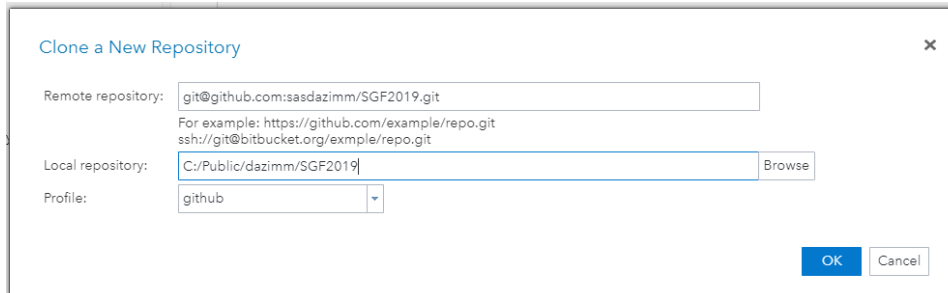 Clone a New Repository
Remote repository: git@github.com:sasdazimm/SGF2019.git
For example: https://github.com/example/repo.git
ssh://git@bitbucket.org/exmple/repo.git
Local repository: C:/Public/dazimm/SGF2019 Browse
Profile: github
OK Cancel